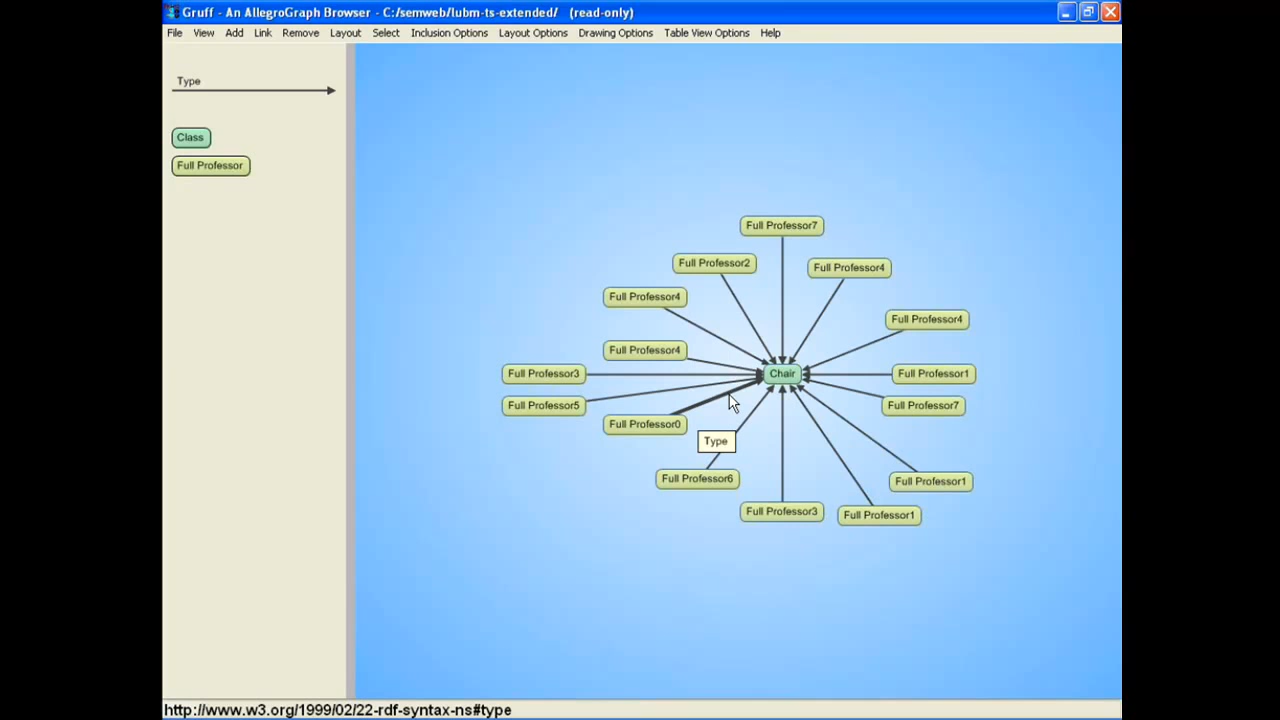 Gruff - An AllegroGraph Browser - C:/semweb/lubm-ts-extended/ (read-only)
File View Add Link Remove Layout Select Inclusion Options Layout Options Drawing Options Table View Options Help
Type
Class
Full Professor
Full Professor7
Full Professor2
Full Professor4
Full Professor4
Full Professor4
Full Professor4
Full Professor3
Chair
Full Professor1
Full Professor5
Full Professor7
Full Professor0
Type
Full Professor6
Full Professor1
Full Professor3
Full Professor1
http://www.w3.org/1999/02/22-rdf-syntax-ns#type